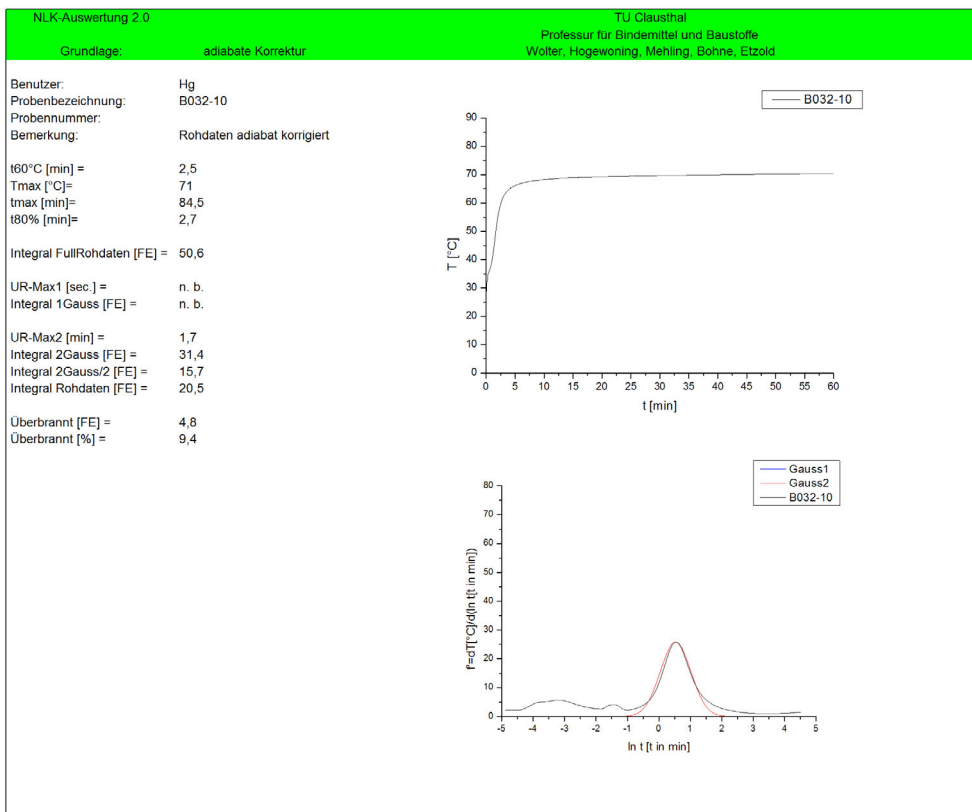 NLK-Auswertung 2.0
TU Clausthal
Professur für Bindemittel und Baustoffe
Grundlage: adiabate Korrektur
Wolter, Hogewoning, Mehling, Bohne, Etzold
Benutzer: Hg
Probenbezeichnung: B032-10
Probennummer:
Bemerkung: Rohdaten adiabat korrigiert
t60°C [min] = 2,5
Tmax [°C]= 71
tmax [min]= 84,5
t80% [min]= 2,7
Integral FullRohdaten [FE] = 50,6
UR-Max1 [sec.] = n. b.
Integral 1Gauss [FE] = n. b.
UR-Max2 [min] = 1,7
Integral 2Gauss [FE] = 31,4
Integral 2Gauss/2 [FE] = 15,7
Integral Rohdaten [FE] = 20,5
Überbrannt [FE] = 4,8
Überbrannt [%] = 9,4
B032-10
90
80
70
60
50
40
30
20
10
0
T [°C]
0 5 10 15 20 25 30 35 40 45 50 55 60
t [min]
Gauss1
Gauss2
B032-10
80
60
50
40
30
20
10
0
f'=dT[°C]/d(ln t[t in min])
-5 -4 -3 -2 -1 0 1 2 3 4 5
ln t [t in min]